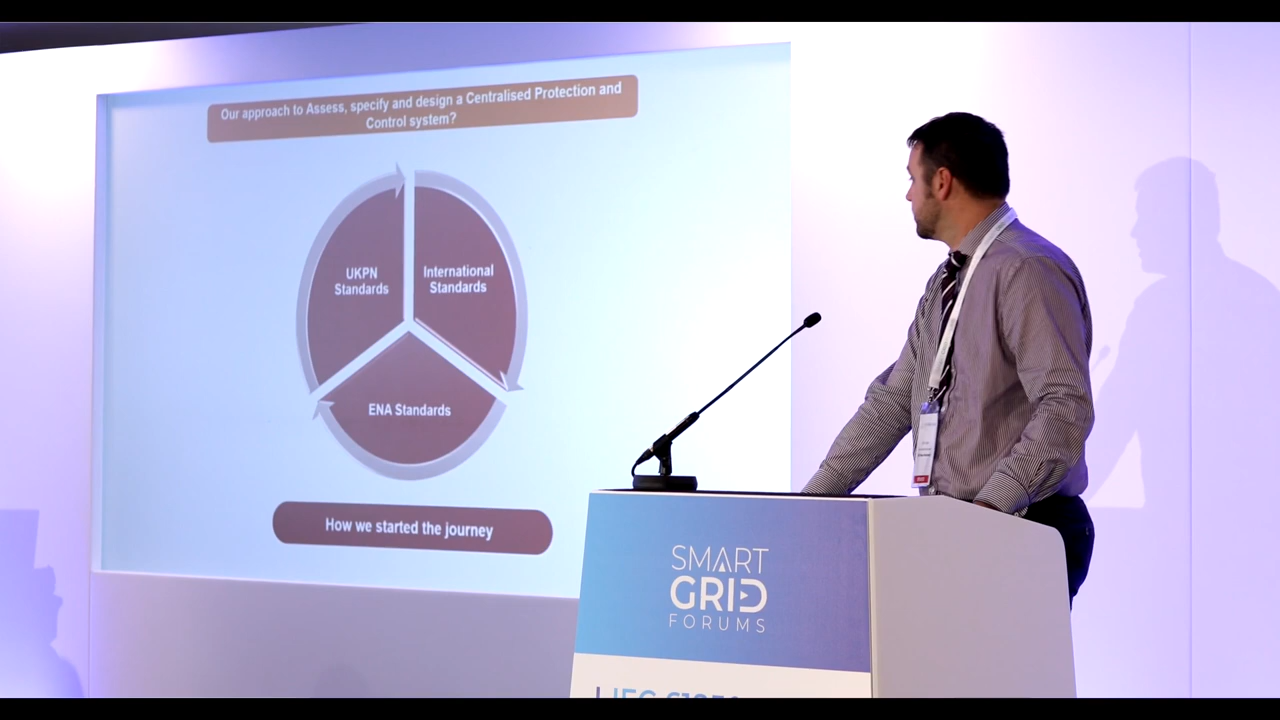 Our approach to Assess, specify and design a Centralised Protection and
Control system?
UKPN
Standards
International
Standards
ENA Standards
How we started the journey
SMART
GRID
FORUMS